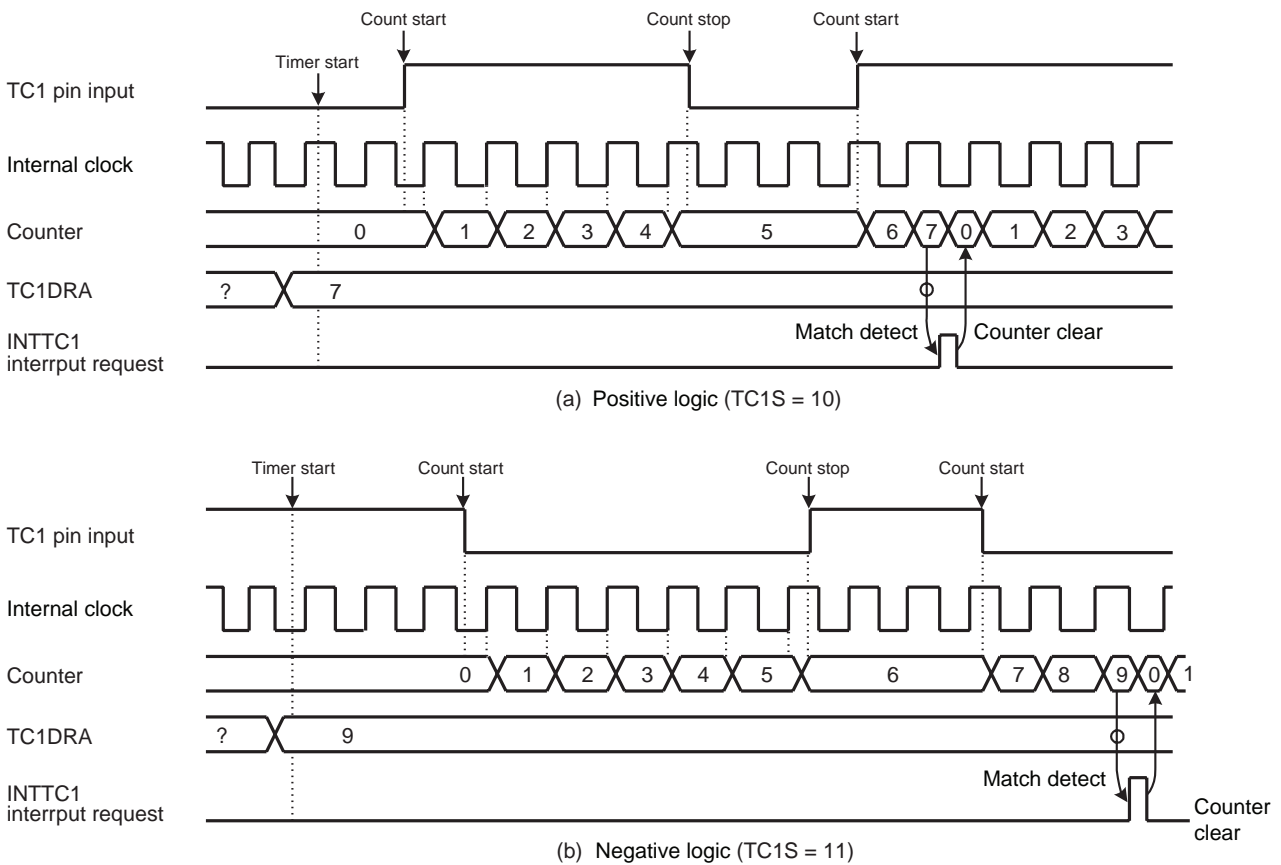 Count start Count stop Count start
Timer start
TC1 pin input
Internal clock
Counter 0 1 2 3 4 5 6 7 0 1 2 3
TC1DRA ? 7
INTTC1
interrput request
Match detect Counter clear
(a) Positive logic (TC1S = 10)
Timer start Count start Count stop Count start
TC1 pin input
Internal clock
Counter 0 1 2 3 4 5 6 7 8 9 0 1
TC1DRA ? 9
INTTC1
interrput request
Match detect
Counter
clear
(b) Negative logic (TC1S = 11)